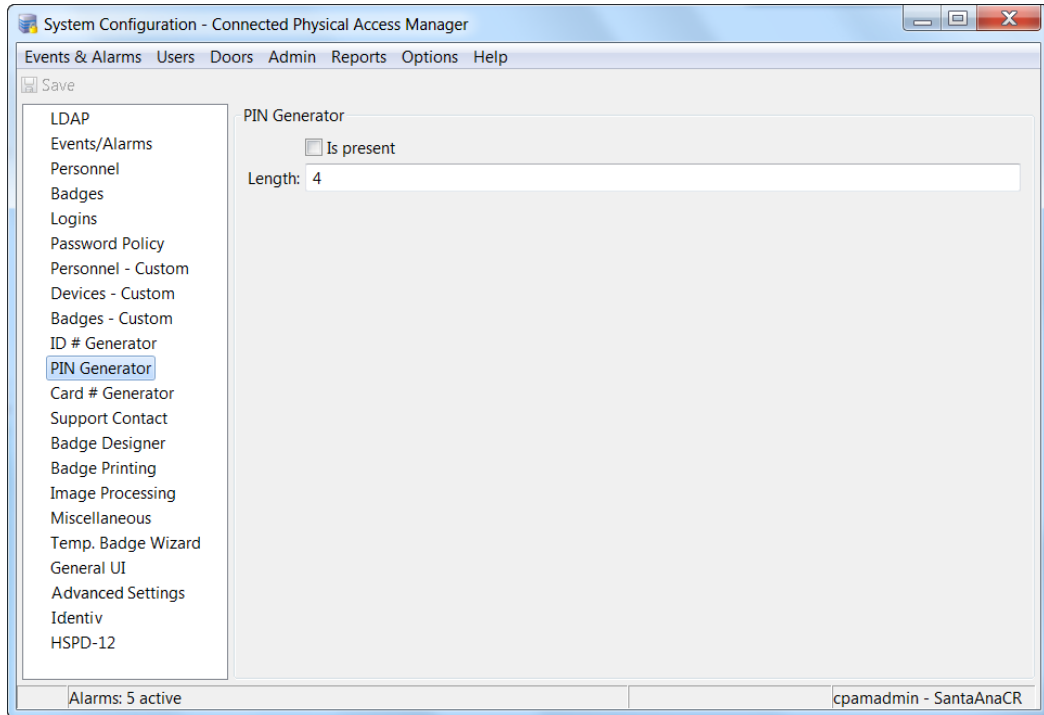 System Configuration - Connected Physical Access Manager
Events & Alarms Users Doors Admin Reports Options Help
Save
LDAP
Events/Alarms
Personnel
Badges
Logins
Password Policy
Personnel - Custom
Devices - Custom
Badges - Custom
ID # Generator
PIN Generator
Card # Generator
Support Contact
Badge Designer
Badge Printing
Image Processing
Miscellaneous
Temp. Badge Wizard
General UI
Advanced Settings
Identiv
HSPD-12
PIN Generator
Is present
Length: 4
Alarms: 5 active
cpamadmin - SantaAnaCR